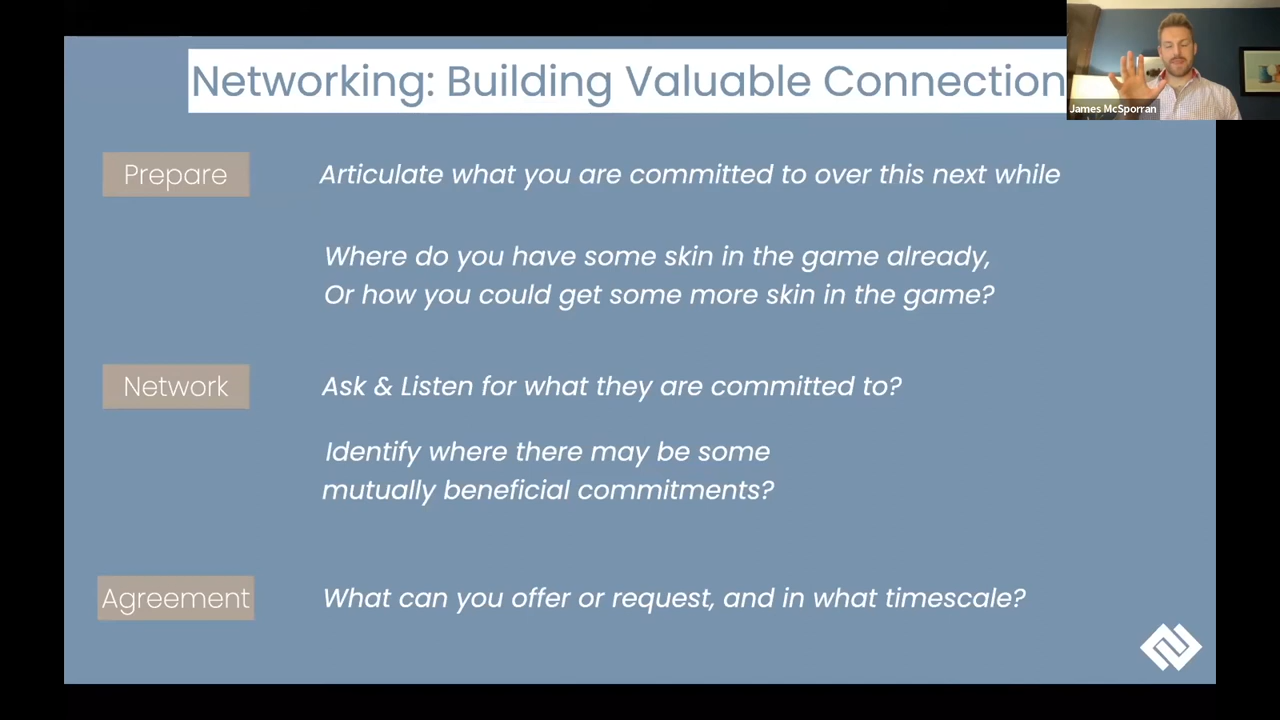 Networking: Building Valuable Connection
James McSporran
Prepare
Articulate what you are committed to over this next while
Where do you have some skin in the game already,
Or how you could get some more skin in the game?
Network
Ask & Listen for what they are committed to?
Identify where there may be some
mutually beneficial commitments?
Agreement
What can you offer or request, and in what timescale?